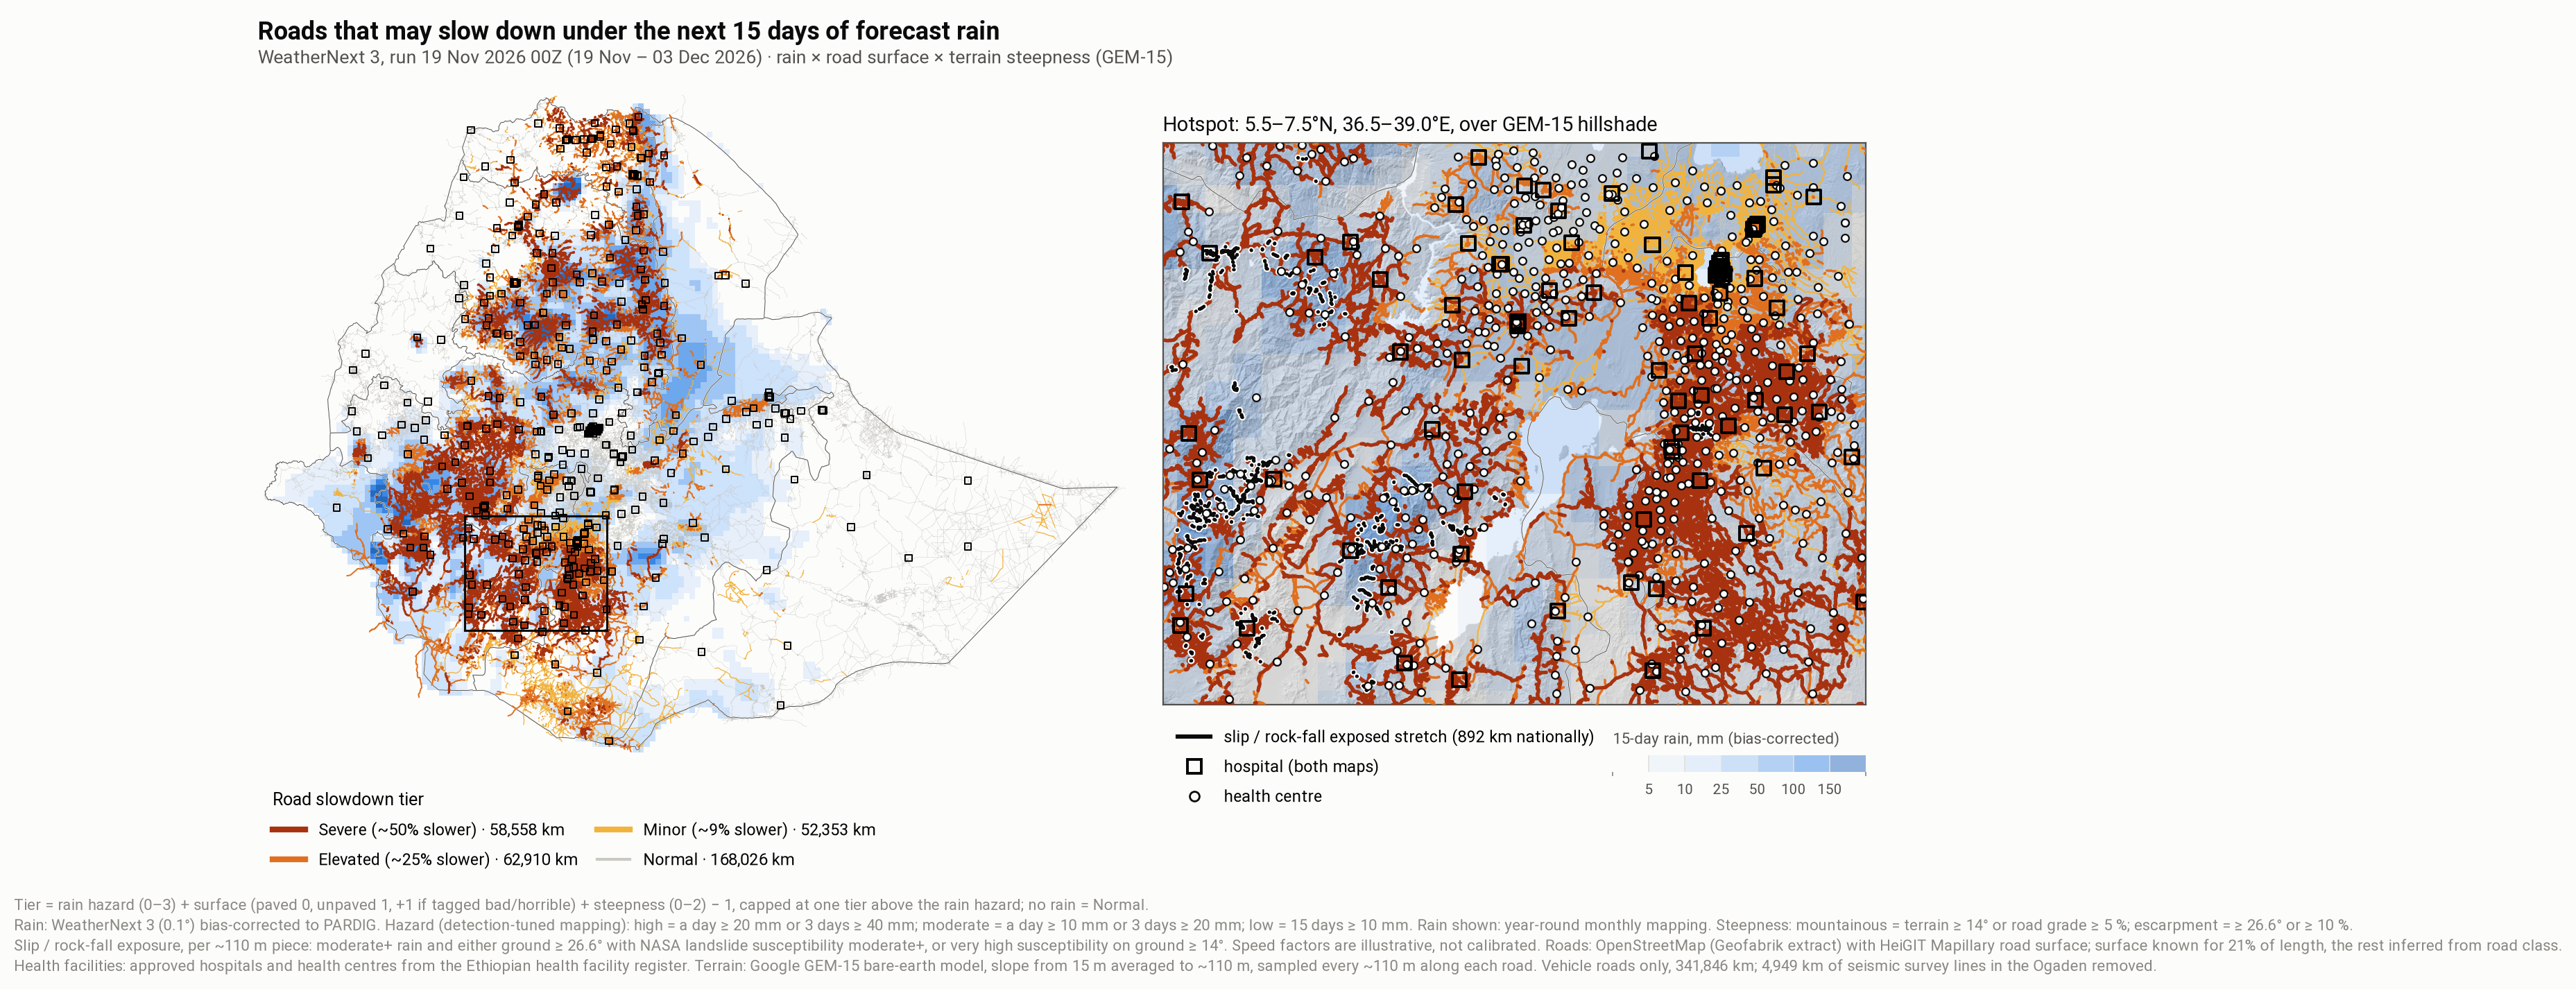 Roads that may slow down under the next 15 days of forecast rain
WeatherNext 3, run 19 Nov 2026 00Z (19 Nov – 03 Dec 2026) · rain × road surface × terrain steepness (GEM-15)
Hotspot: 5.5–7.5°N, 36.5–39.0°E, over GEM-15 hillshade
slip / rock-fall exposed stretch (892 km nationally)
hospital (both maps)
health centre
15-day rain, mm (bias-corrected)
5 10 25 50 100 150
Road slowdown tier
Severe (~50% slower) · 58,558 km
Minor (~9% slower) · 52,353 km
Elevated (~25% slower) · 62,910 km
Normal · 168,026 km
Tier = rain hazard (0–3) + surface (paved 0, unpaved 1, +1 if tagged bad/horrible) + steepness (0–2) − 1, capped at one tier above the rain hazard; no rain = Normal.
Rain: WeatherNext 3 (0.1°) bias-corrected to PARDIG. Hazard (detection-tuned mapping): high = a day ≥ 20 mm or 3 days ≥ 40 mm; moderate = a day ≥ 10 mm or 3 days ≥ 20 mm; low = 15 days ≥ 10 mm. Rain shown: year-round monthly mapping. Steepness: mountainous = terrain ≥ 14° or road grade ≥ 5 %; escarpment = ≥ 26.6° or ≥ 10 %.
Slip / rock-fall exposure, per ~110 m piece: moderate+ rain and either ground ≥ 26.6° with NASA landslide susceptibility moderate+, or very high susceptibility on ground ≥ 14°. Speed factors are illustrative, not calibrated. Roads: OpenStreetMap (Geofabrik extract) with HeiGIT Mapillary road surface; surface known for 21% of length, the rest inferred from road class.
Health facilities: approved hospitals and health centres from the Ethiopian health facility register. Terrain: Google GEM-15 bare-earth model, slope from 15 m averaged to ~110 m, sampled every ~110 m along each road. Vehicle roads only, 341,846 km; 4,949 km of seismic survey lines in the Ogaden removed.